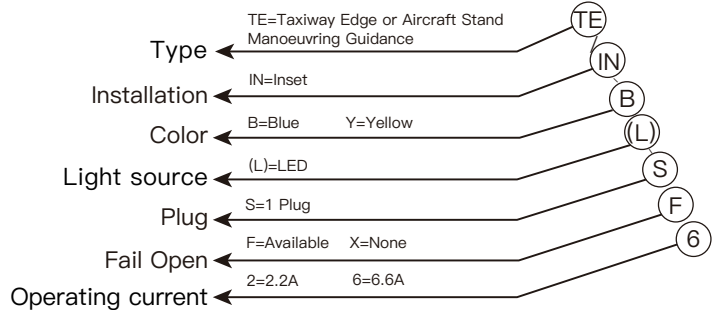 TE=Taxiway Edge or Aircraft Stand
Manoeuvring Guidance
Type
TE
IN=Inset
Installation
IN
B=Blue Y=Yellow
Color
B
(L)=LED
Light source
(L)
S=1 Plug
Plug
S
F=Available X=None
Fail Open
F
2=2.2A 6=6.6A
Operating current
6